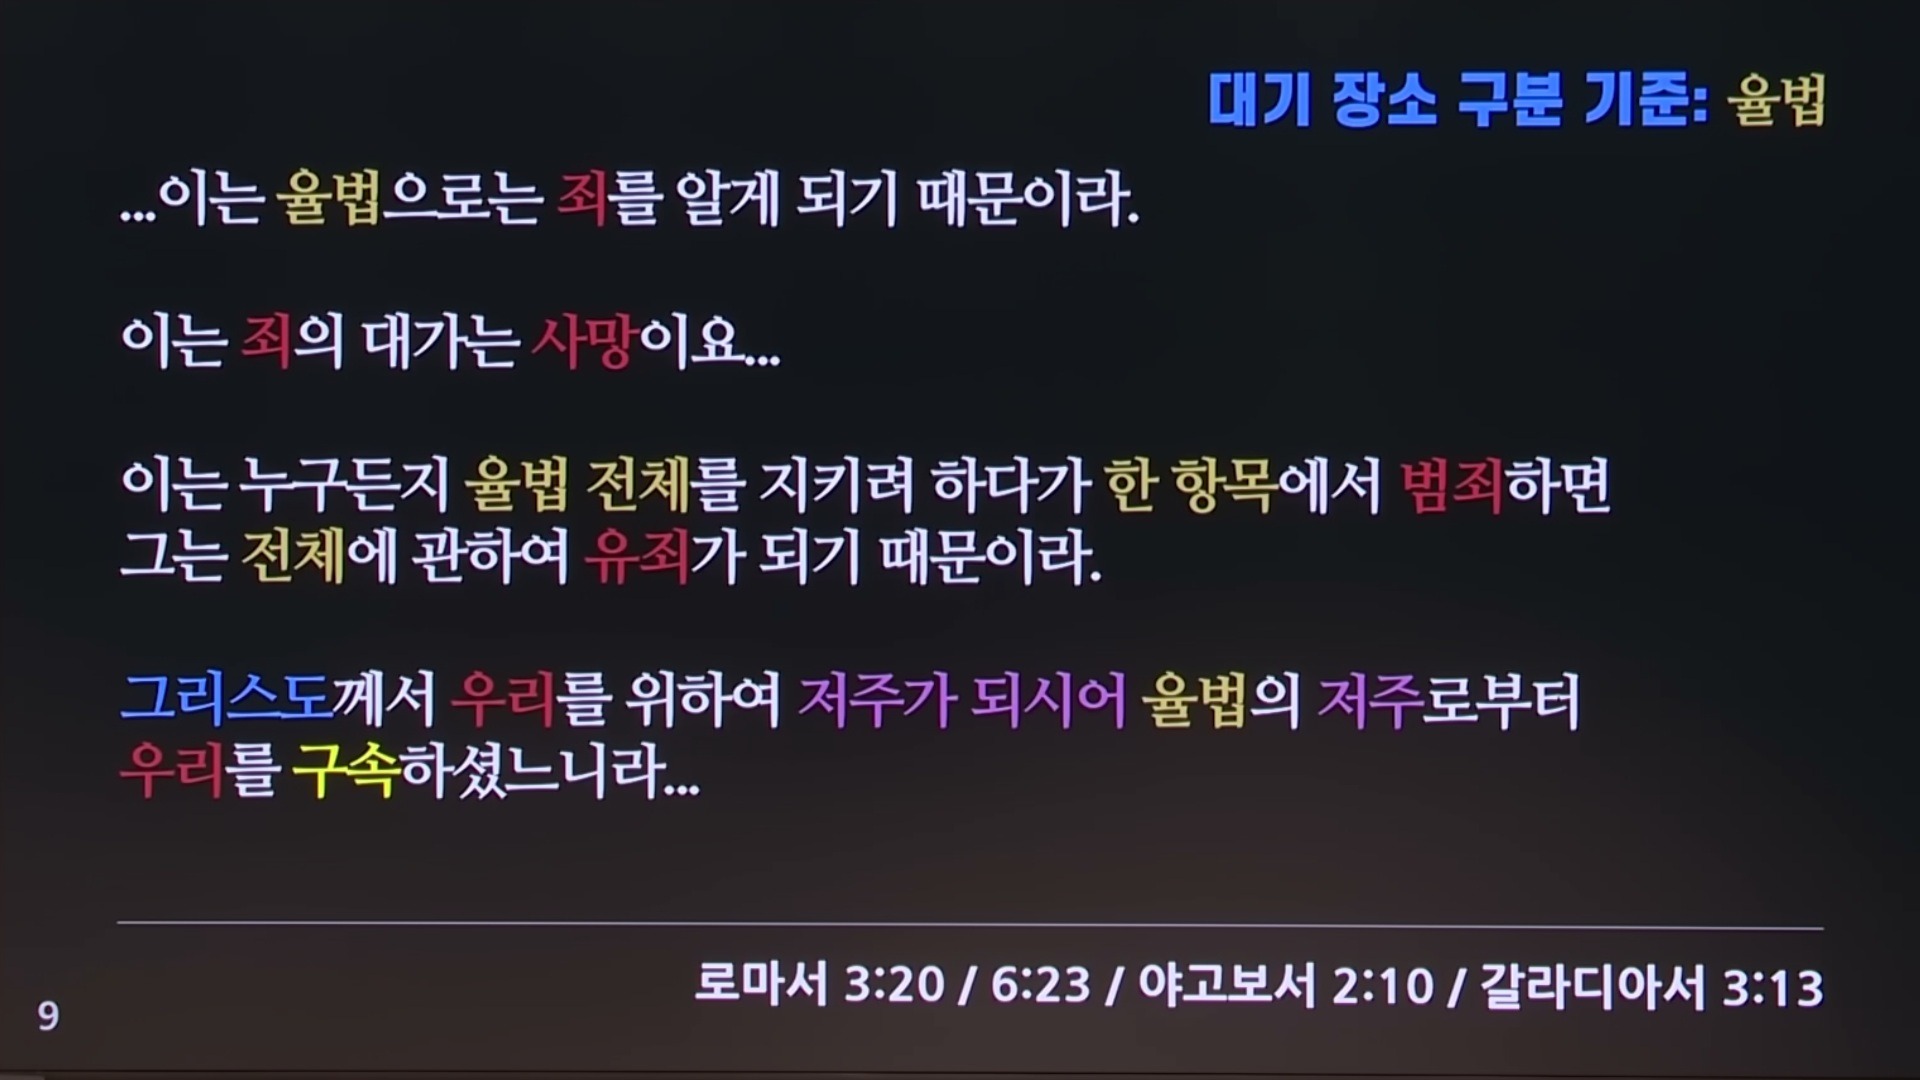 대기 장소 구분 기준: 율법
...이는 율법으로는 죄를 알게 되기 때문이라.
이는 죄의 대가는 사망이요...
이는 누구든지 율법 전체를 지키려 하다가 한 항목에서 범죄하면
그는 전체에 관하여 유죄가 되기 때문이라.
그리스도께서 우리를 위하여 저주가 되시어 율법의 저주로부터
우리를 구속하셨느니라...
로마서 3:20 / 6:23 / 야고보서 2:10 / 갈라디아서 3:13
9